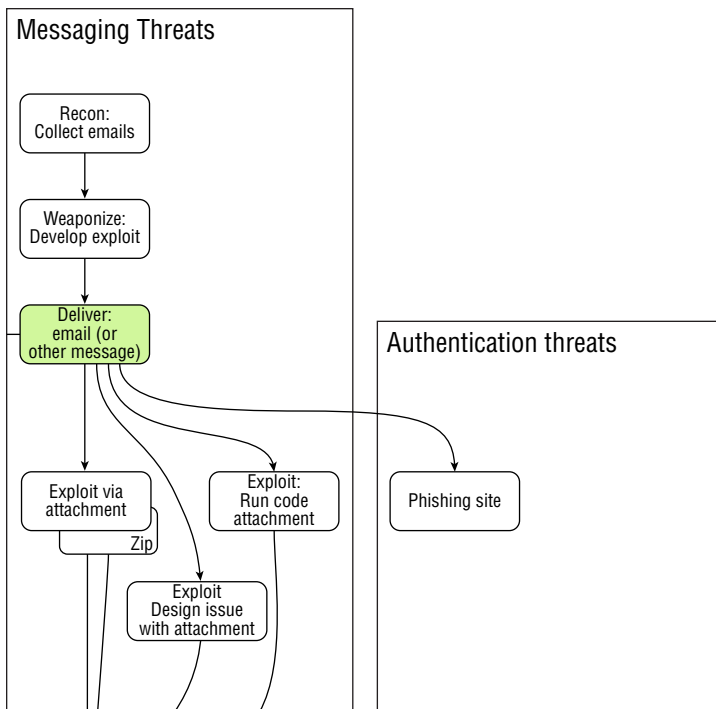 Messaging Threats
Recon:
Collect emails
Weaponize:
Develop exploit
Deliver:
email (or
other message)
Authentication threats
Exploit via
attachment
Zip
Exploit:
Run code
attachment
Phishing site
Exploit
Design issue
with attachment